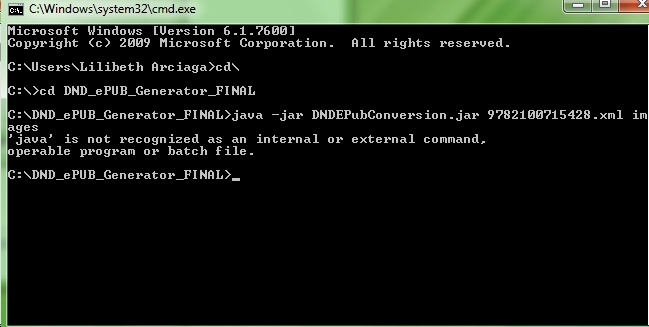 C:\Windows\system32\cmd.exe
Microsoft Windows [Version 6.1.7600]
Copyright (c) 2009 Microsoft Corporation.  All rights reserved.
C:\Users\Lilibeth Arciaga>cd\
C:\>cd DND_ePUB_Generator_FINAL
C:\DND_ePUB_Generator_FINAL>java -jar DNDEPubConversion.jar 9782100715428.xml im
ages
'java' is not recognized as an internal or external command,
operable program or batch file.
C:\DND_ePUB_Generator_FINAL>_